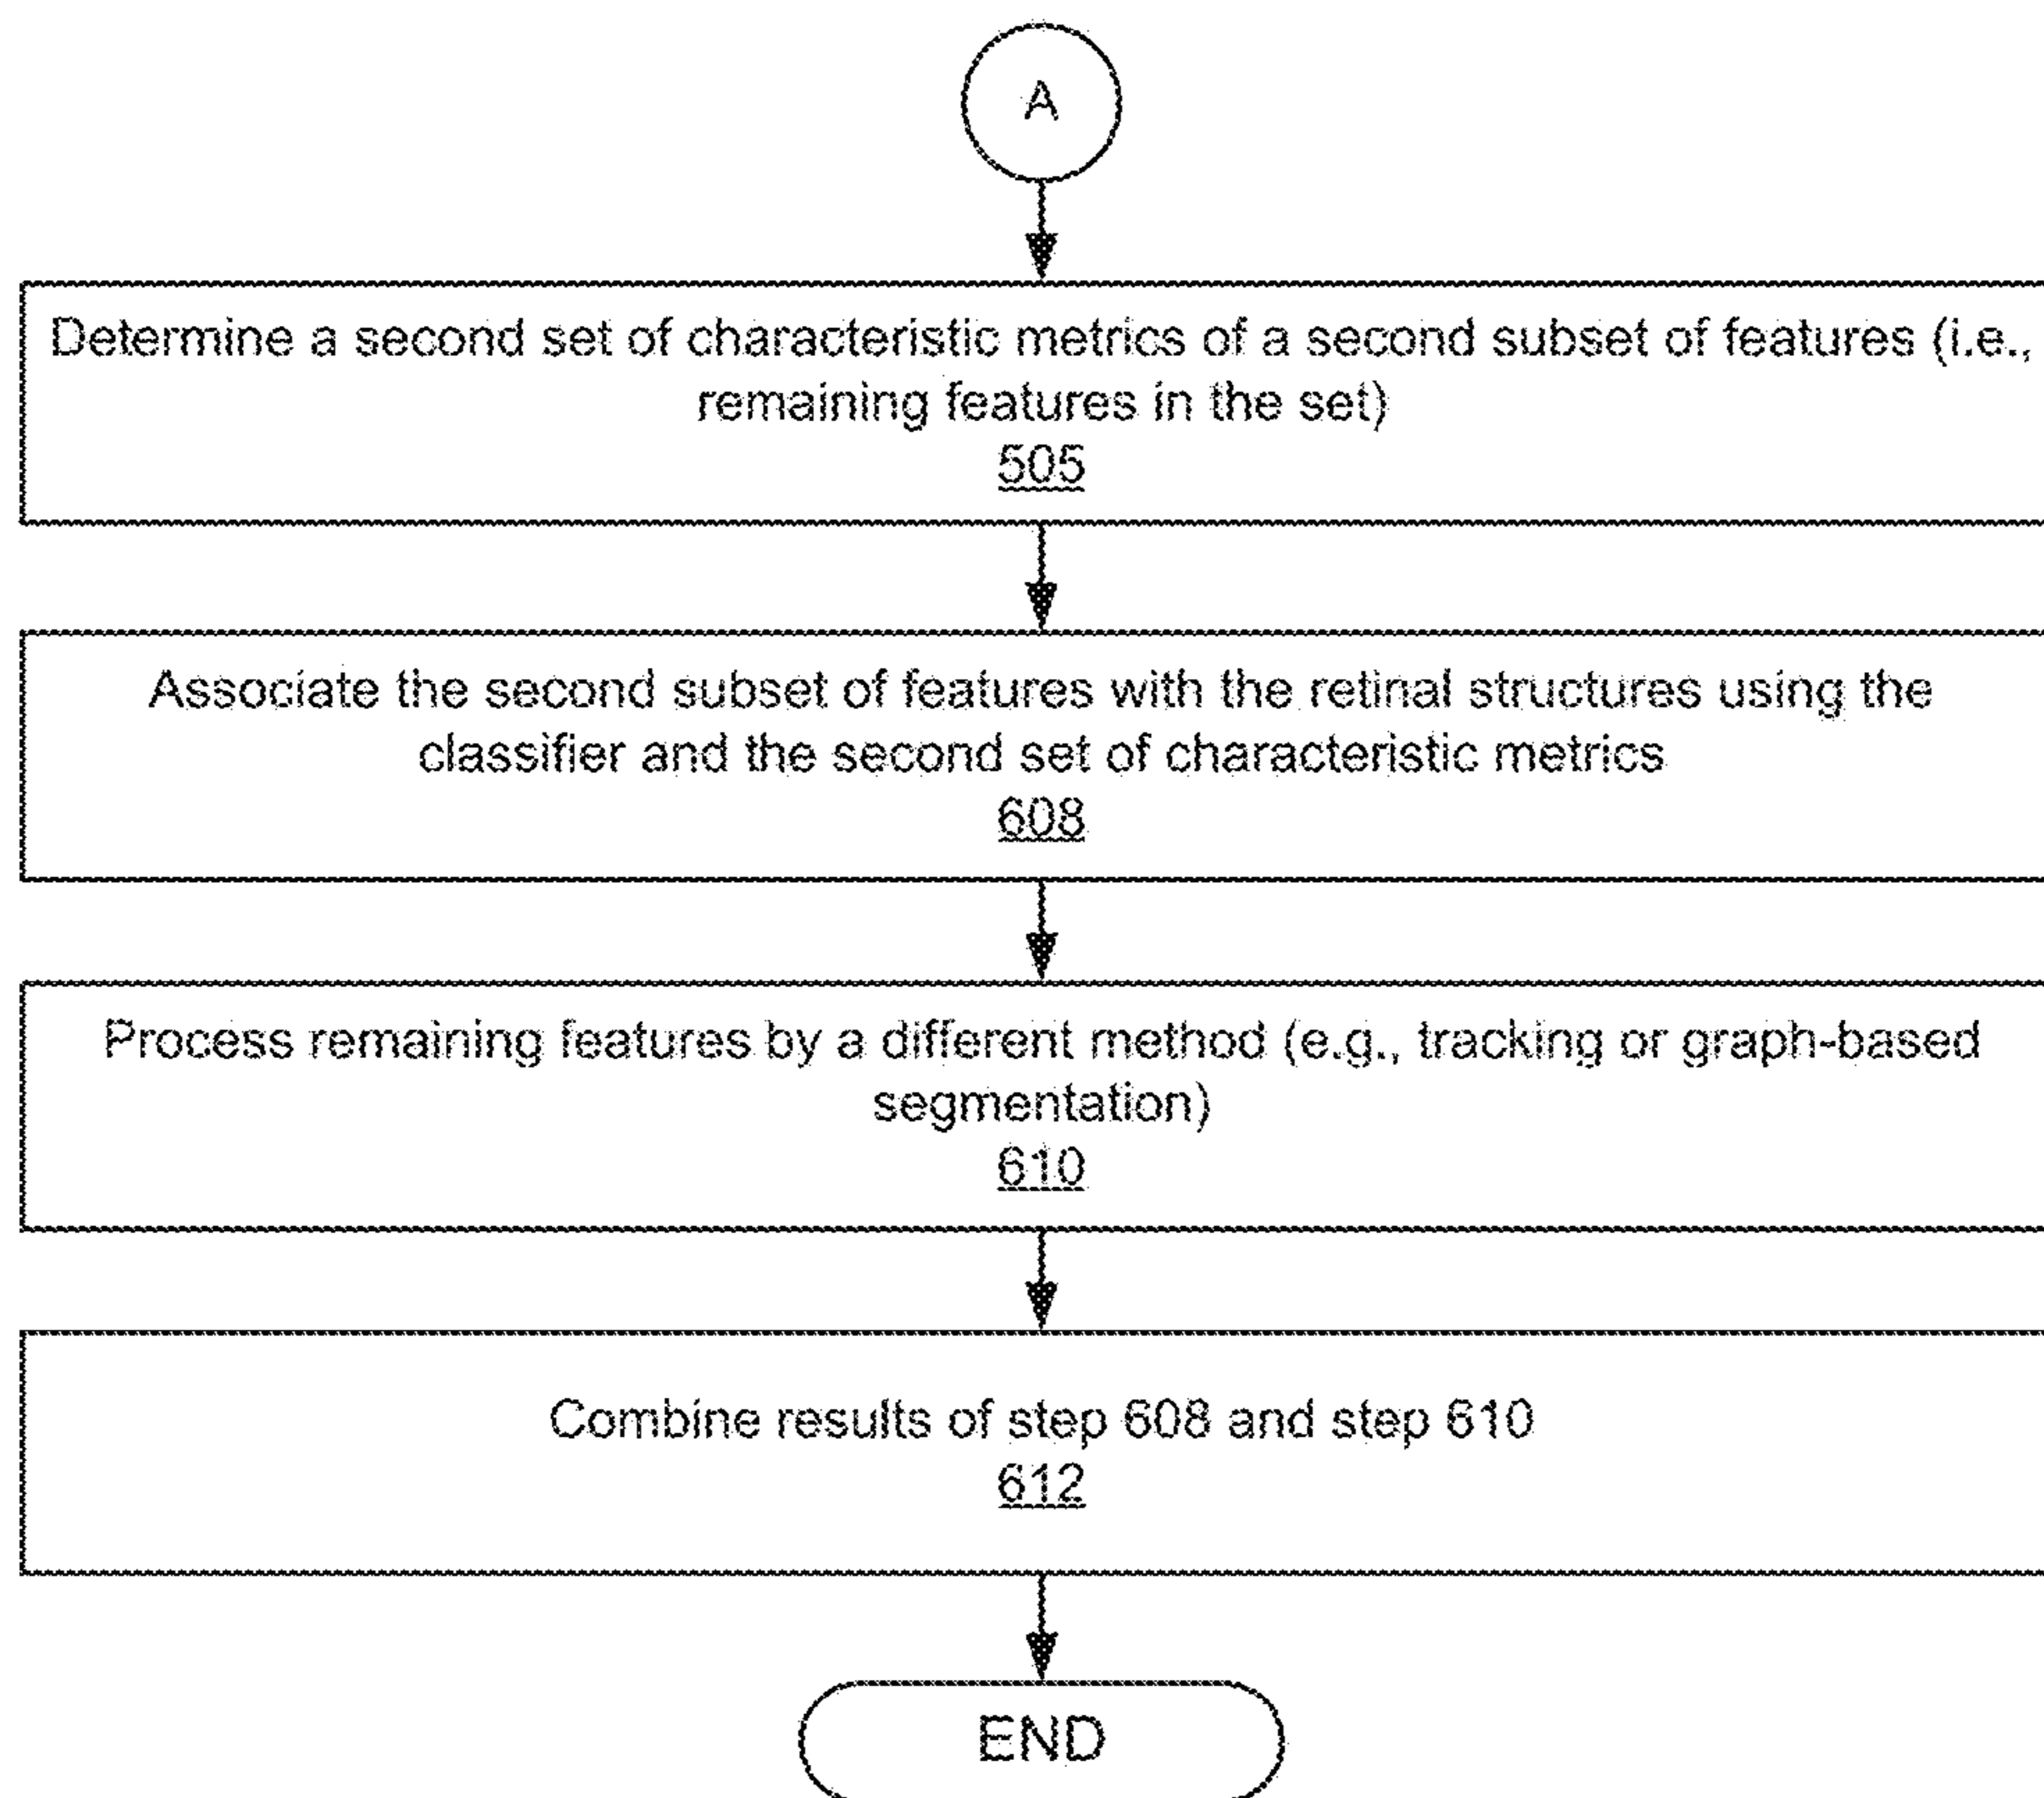 A
Determine a second set of characteristic metrics of a second subset of features (i.e.,
remaining features in the set)
505
Associate the second subset of features with the retinal structures using the
classifier and the second set of characteristic metrics
608
Process remaining features by a different method (e.g., tracking or graph-based
segmentation)
610
Combine results of step 608 and step 610
612
END